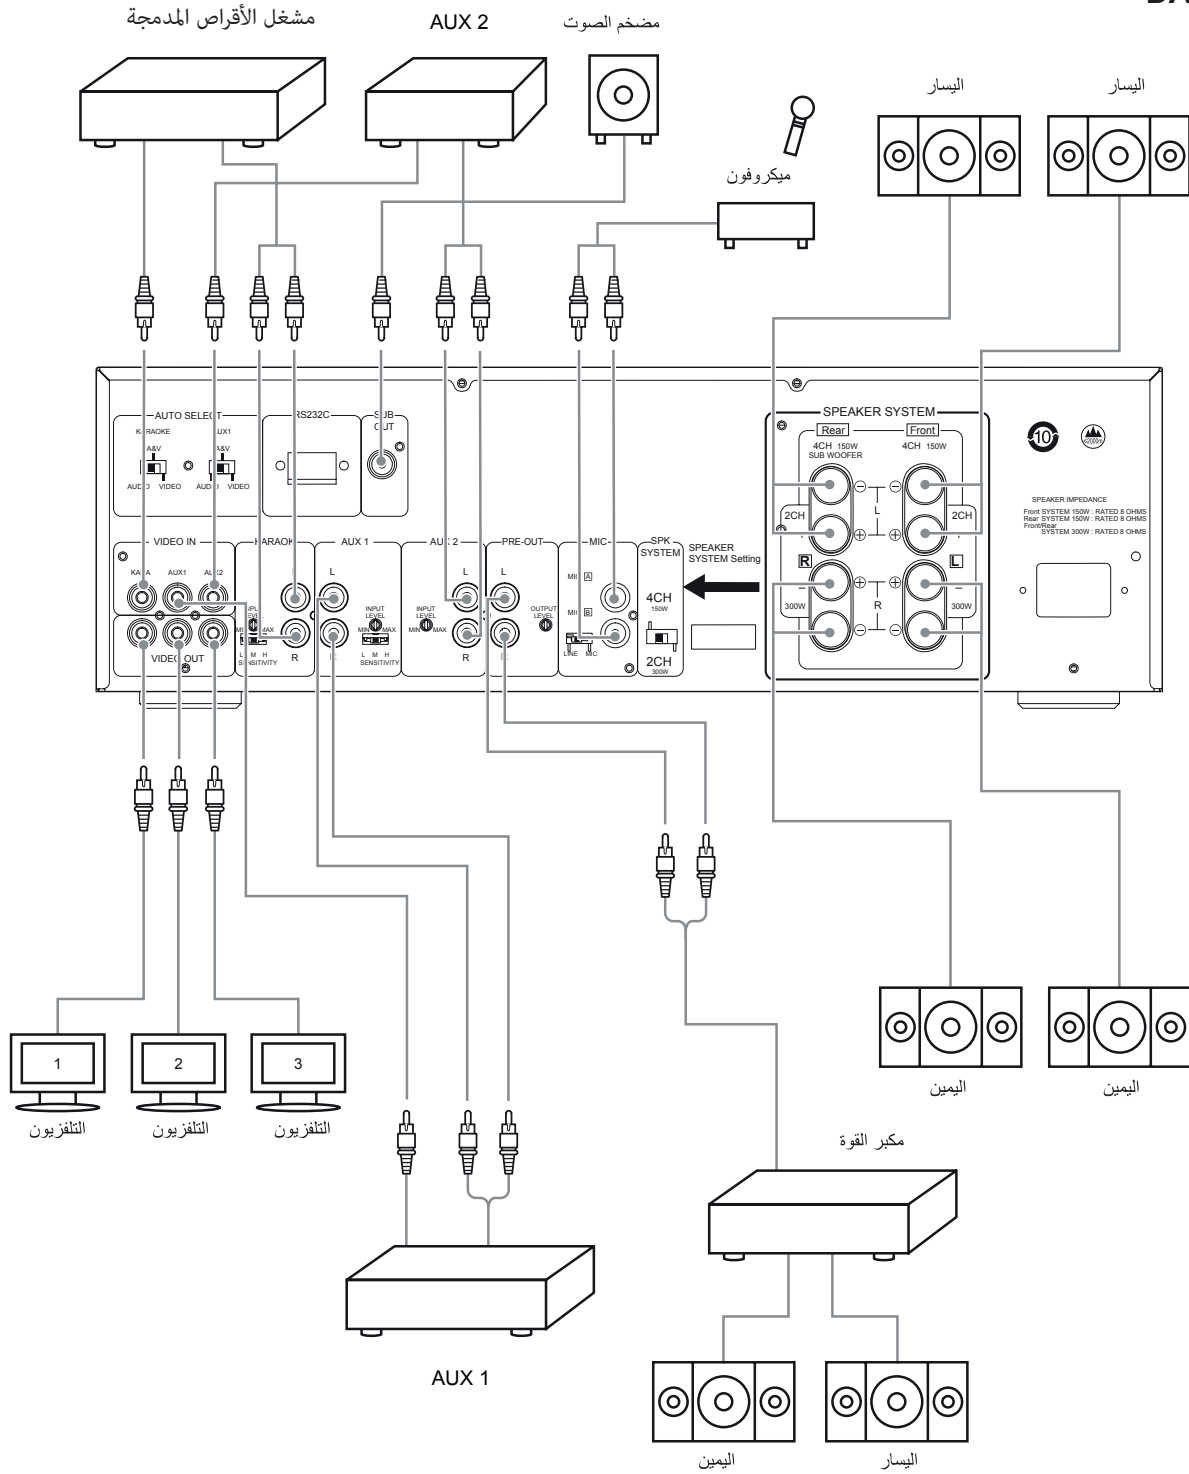 مشغل الأقراص المدمجة
AUX 2
مضخم الصوت
ميكروفون
اليسار
اليسار
AUTO SELECT
AUX1
A&V
A&V
VIDEO
VIDEO
RS232C
SUB
OUT
SPEAKER SYSTEM
Rear
Front
4CH 150W
4CH 150W
SUB WOOFER
L
2CH
2CH
R
L
R
300W
300W
10
SPEAKER IMPEDANCE
Front SYSTEM 150W : RATED 8 OHMS
Rear SYSTEM 150W : RATED 8 OHMS
Front/Rear
SYSTEM 300W : RATED 8 OHMS
VIDEO IN
AUX1
VIDEO OUT
KARAOK
MAX
L M H
SENSITIVITY
R
AUX 1
L
INPUT
LEVEL
MIN MAX
L M H
SENSITIVITY
AUX 2
INPUT
LEVEL
MIN MAX
L
R
PRE-OUT
L
OUTPUT
LEVEL
MIC
A
B
LINE MIC
SPK
SYSTEM
4CH
150W
2CH
300W
SPEAKER
SYSTEM Setting
1
2
3
التلفزيون
التلفزيون
التلفزيون
اليمين
اليمين
مكبر القوة
AUX 1
اليمين
اليسار